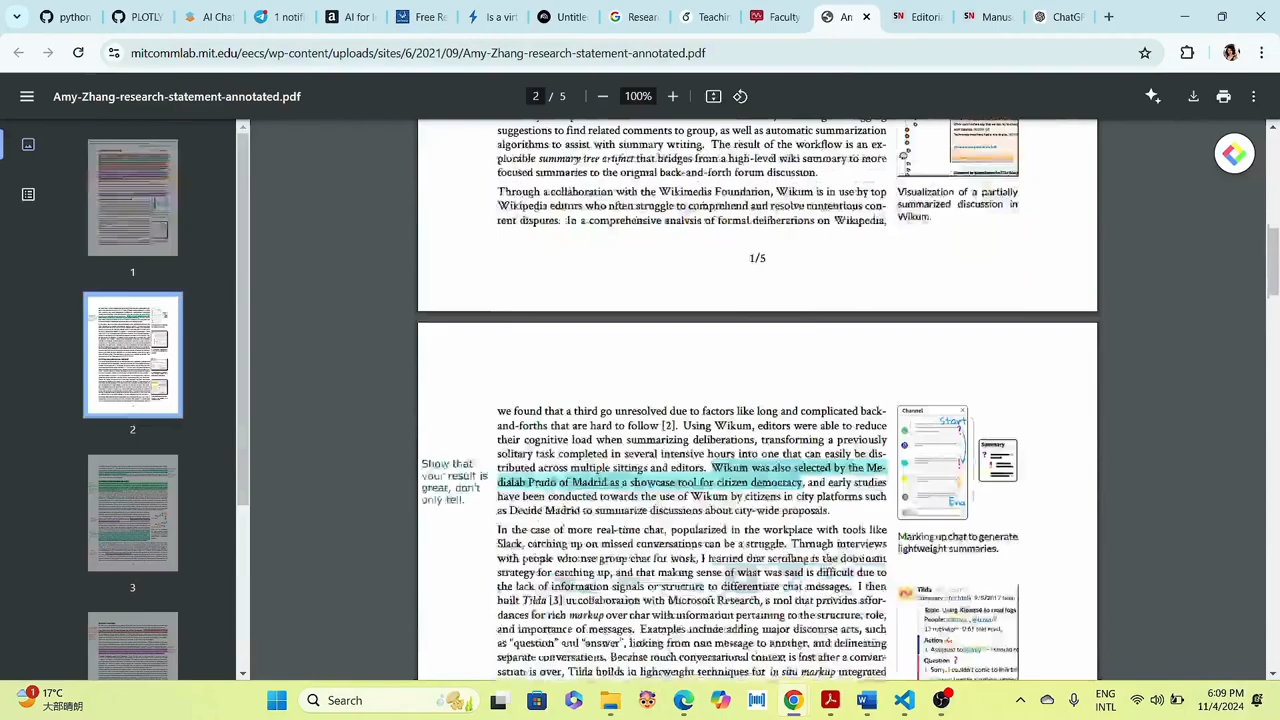 python
PLOTLY
AI Cha
1 notif
AI for l
Free Re
Is a vir
Untitle
Resear
Teachin
Faculty
An
Editoria
Manus
ChatGP
mitcommlab.mit.edu/eecs/wp-content/uploads/sites/6/2021/09/Amy-Zhang-research-statement-annotated.pdf
Amy-Zhang-research-statement-annotated.pdf
2 / 5
100%
1
2
3
suggestions to find related comments to group, as well as automatic summarization
algorithms to assist with summary writing. The result of the workflow is an ex-
plorable summary tree artifact that bridges from a high-level wiki summary to more
focused summaries to the original back-and-forth forum discussion.
Through a collaboration with the Wikimedia Foundation, Wikum is in use by top
Wikipedia editors who often struggle to comprehend and resolve contentious con-
tent disputes. In a comprehensive analysis of formal deliberations on Wikipedia,
Visualization of a partially
summarized discussion in
Wikum.
1/5
we found that a third go unresolved due to factors like long and complicated back-
and-forths that are hard to follow [2]. Using Wikum, editors were able to reduce
their cognitive load when summarizing deliberations, transforming a previously
solitary task completed in several intensive hours into one that can easily be dis-
tributed across multiple sittings and editors. Wikum was also selected by the Me-
dialab Prado of Madrid as a showcase tool for citizen democracy, and early studies
have been conducted towards the use of Wikum by citizens in city platforms such
as Decide Madrid to summarize discussions about city-wide proposals.
Show that
your result is
great, don't
only tell.
Channel
Start
?
!
End
Summary
?
!
Marking up chat to generate
lightweight summaries.
In the case of more real-time chat, popularized in the workplace with tools like
Slack, catching up on missed conversations can be a struggle. Through interviews
with people who use group chat for work, I learned that scrolling is the dominant
strategy for catching up, and that making sense of what was said is difficult due to
the lack of information signals or structure to differentiate chat messages. I then
built Tilda [3] in collaboration with Microsoft Research, a tool that provides affor-
dances for rich markup over chat with information pertaining to the structure, role,
and importance of messages. Examples include adding major discourse acts, such
as "question" and "answer", linking from one message to another, and delineating
separate conversations. Because much conversational context is lost after a conver-
sation is over, Tilda builds in lightweight techniques for in situ markup integrated
Tilda
People:
Action
Question ?
17°C
大部晴朗
1
Search
ENG
INTL
6:09 PM
11/4/2024